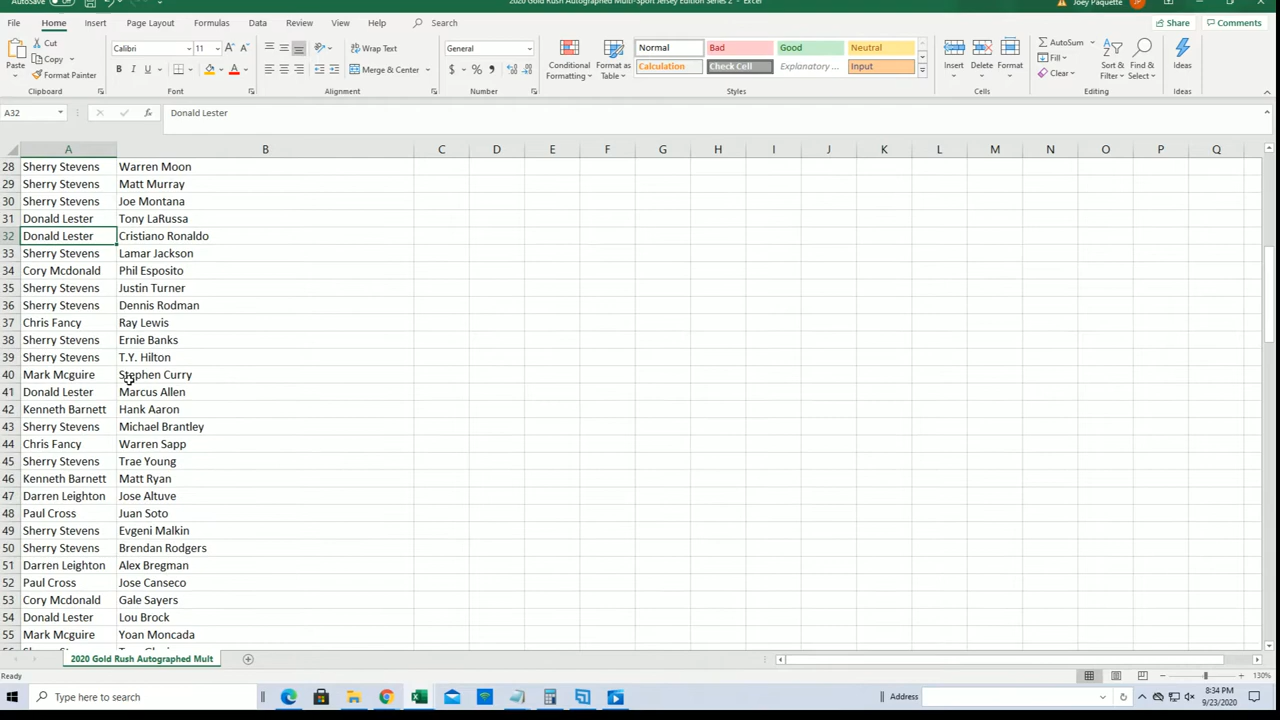 AutoSave
2020 Gold Rush Autographed Multi-Sport Jersey Edition Series 2 - Excel
Joey Paquette
JP
File Home Insert Page Layout Formulas Data Review View Help Search Share Comments
Paste Cut Calibri 11 A A Wrap Text General Conditional Formatting Format as Table Normal Bad Good Neutral Insert Delete Format AutoSum Sort & Filter Find & Select Ideas
Copy Fill
Format Painter B I U A Merge & Center $ % Calculation Check Cell Explanatory ... Input Clear
Clipboard Font Alignment Number Styles Cells Editing Ideas
A32 fx Donald Lester
A B C D E F G H I J K L M N O P Q
28 Sherry Stevens Warren Moon
29 Sherry Stevens Matt Murray
30 Sherry Stevens Joe Montana
31 Donald Lester Tony LaRussa
32 Donald Lester Cristiano Ronaldo
33 Sherry Stevens Lamar Jackson
34 Cory Mcdonald Phil Esposito
35 Sherry Stevens Justin Turner
36 Sherry Stevens Dennis Rodman
37 Chris Fancy Ray Lewis
38 Sherry Stevens Ernie Banks
39 Sherry Stevens T.Y. Hilton
40 Mark Mcguire Stephen Curry
41 Donald Lester Marcus Allen
42 Kenneth Barnett Hank Aaron
43 Sherry Stevens Michael Brantley
44 Chris Fancy Warren Sapp
45 Sherry Stevens Trae Young
46 Kenneth Barnett Matt Ryan
47 Darren Leighton Jose Altuve
48 Paul Cross Juan Soto
49 Sherry Stevens Evgeni Malkin
50 Sherry Stevens Brendan Rodgers
51 Darren Leighton Alex Bregman
52 Paul Cross Jose Canseco
53 Cory Mcdonald Gale Sayers
54 Donald Lester Lou Brock
55 Mark Mcguire Yoan Moncada
2020 Gold Rush Autographed Mult
Ready 130%
Type here to search Address 8:34 PM
9/23/2020